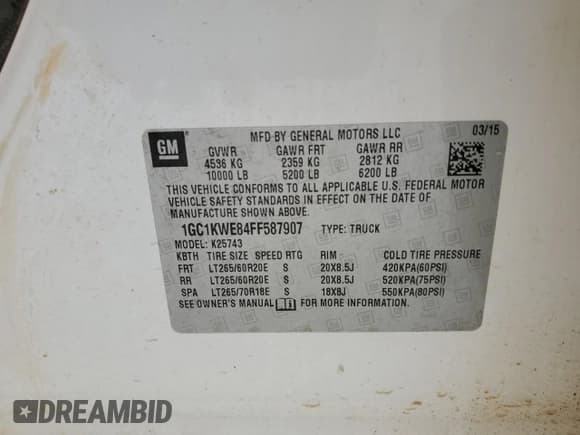 GM
MFD BY GENERAL MOTORS LLC 03/15
GVWR GAWR FRT GAWR RR
4536 KG 2359 KG 2812 KG
10000 LB 5200 LB 6200 LB
THIS VEHICLE CONFORMS TO ALL APPLICABLE U.S. FEDERAL MOTOR
VEHICLE SAFETY STANDARDS IN EFFECT ON THE DATE OF
MANUFACTURE SHOWN ABOVE.
1GC1KWE84FF587907 TYPE: TRUCK
MODEL: K25743
KBTH TIRE SIZE SPEED RTG RIM COLD TIRE PRESSURE
FRT LT265/60R20E S 20X8.5J 420KPA(60PSI)
RR LT265/60R20E S 20X8.5J 520KPA(75PSI)
SPA LT265/70R18E S 18X8J 550KPA(80PSI)
SEE OWNER'S MANUAL FOR MORE INFORMATION.
DREAMBID